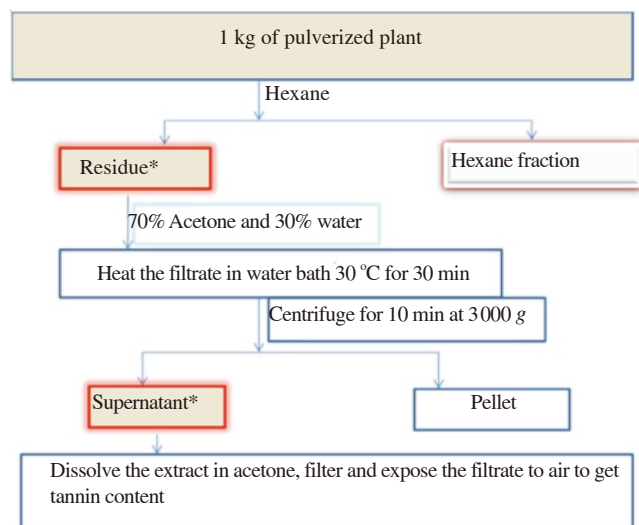 1 kg of pulverized plant
Hexane
Residue*
Hexane fraction
70% Acetone and 30% water
Heat the filtrate in water bath 30 °C for 30 min
Centrifuge for 10 min at 3000 g
Supernatant*
Pellet
Dissolve the extract in acetone, filter and expose the filtrate to air to get
tannin content